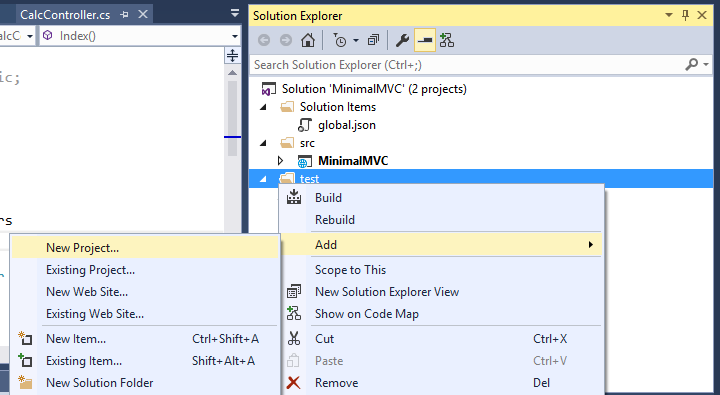 CalcController.cs
Solution Explorer
alcC
Index()
Search Solution Explorer (Ctrl+;)
ic;
Solution 'MinimalMVC' (2 projects)
Solution Items
global.json
src
MinimalMVC
test
Build
Rebuild
rs
Add
New Project...
Existing Project...
New Web Site...
Existing Web Site...
New Item... Ctrl+Shift+A
Existing Item... Shift+Alt+A
New Solution Folder
Scope to This
New Solution Explorer View
Show on Code Map
Cut Ctrl+X
Paste Ctrl+V
Remove Del